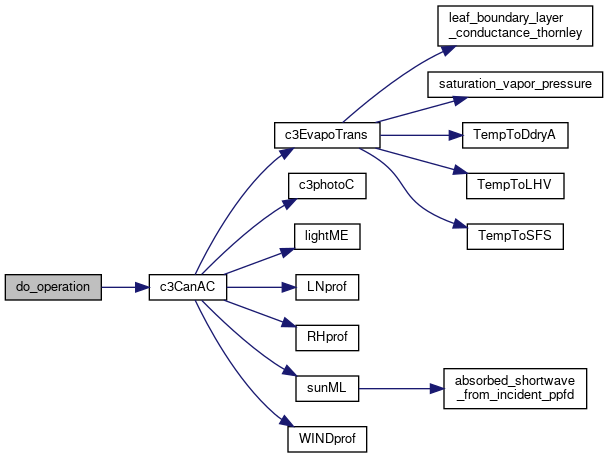 leaf_boundary_layer
_conductance_thornley
saturation_vapor_pressure
c3EvapoTrans
TempToDdryA
c3photoC
TempToLHV
lightME
TempToSFS
do_operation
c3CanAC
LNprof
RHprof
sunML
absorbed_shortwave
_from_incident_ppfd
WINDprof